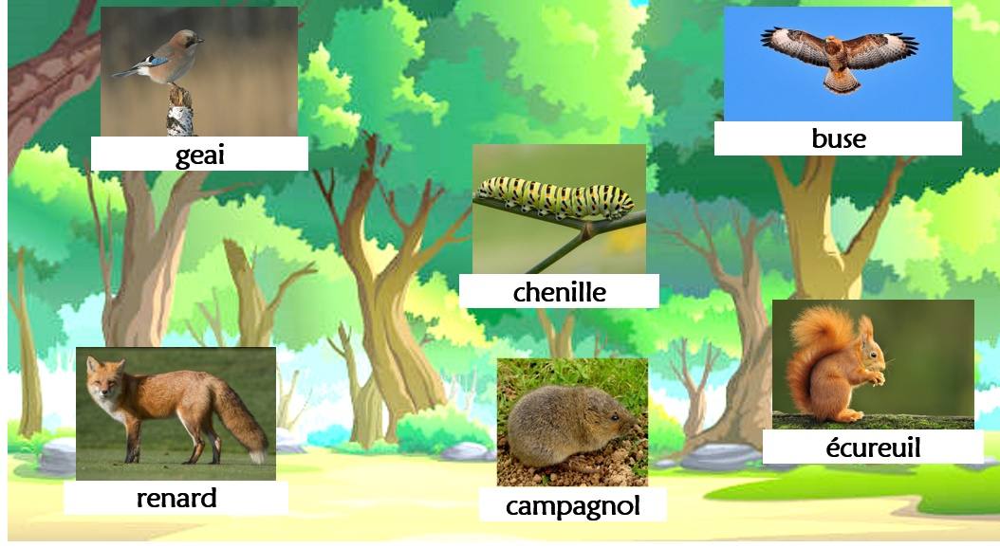 geai
buse
chenille
écureuil
renard
campagnol